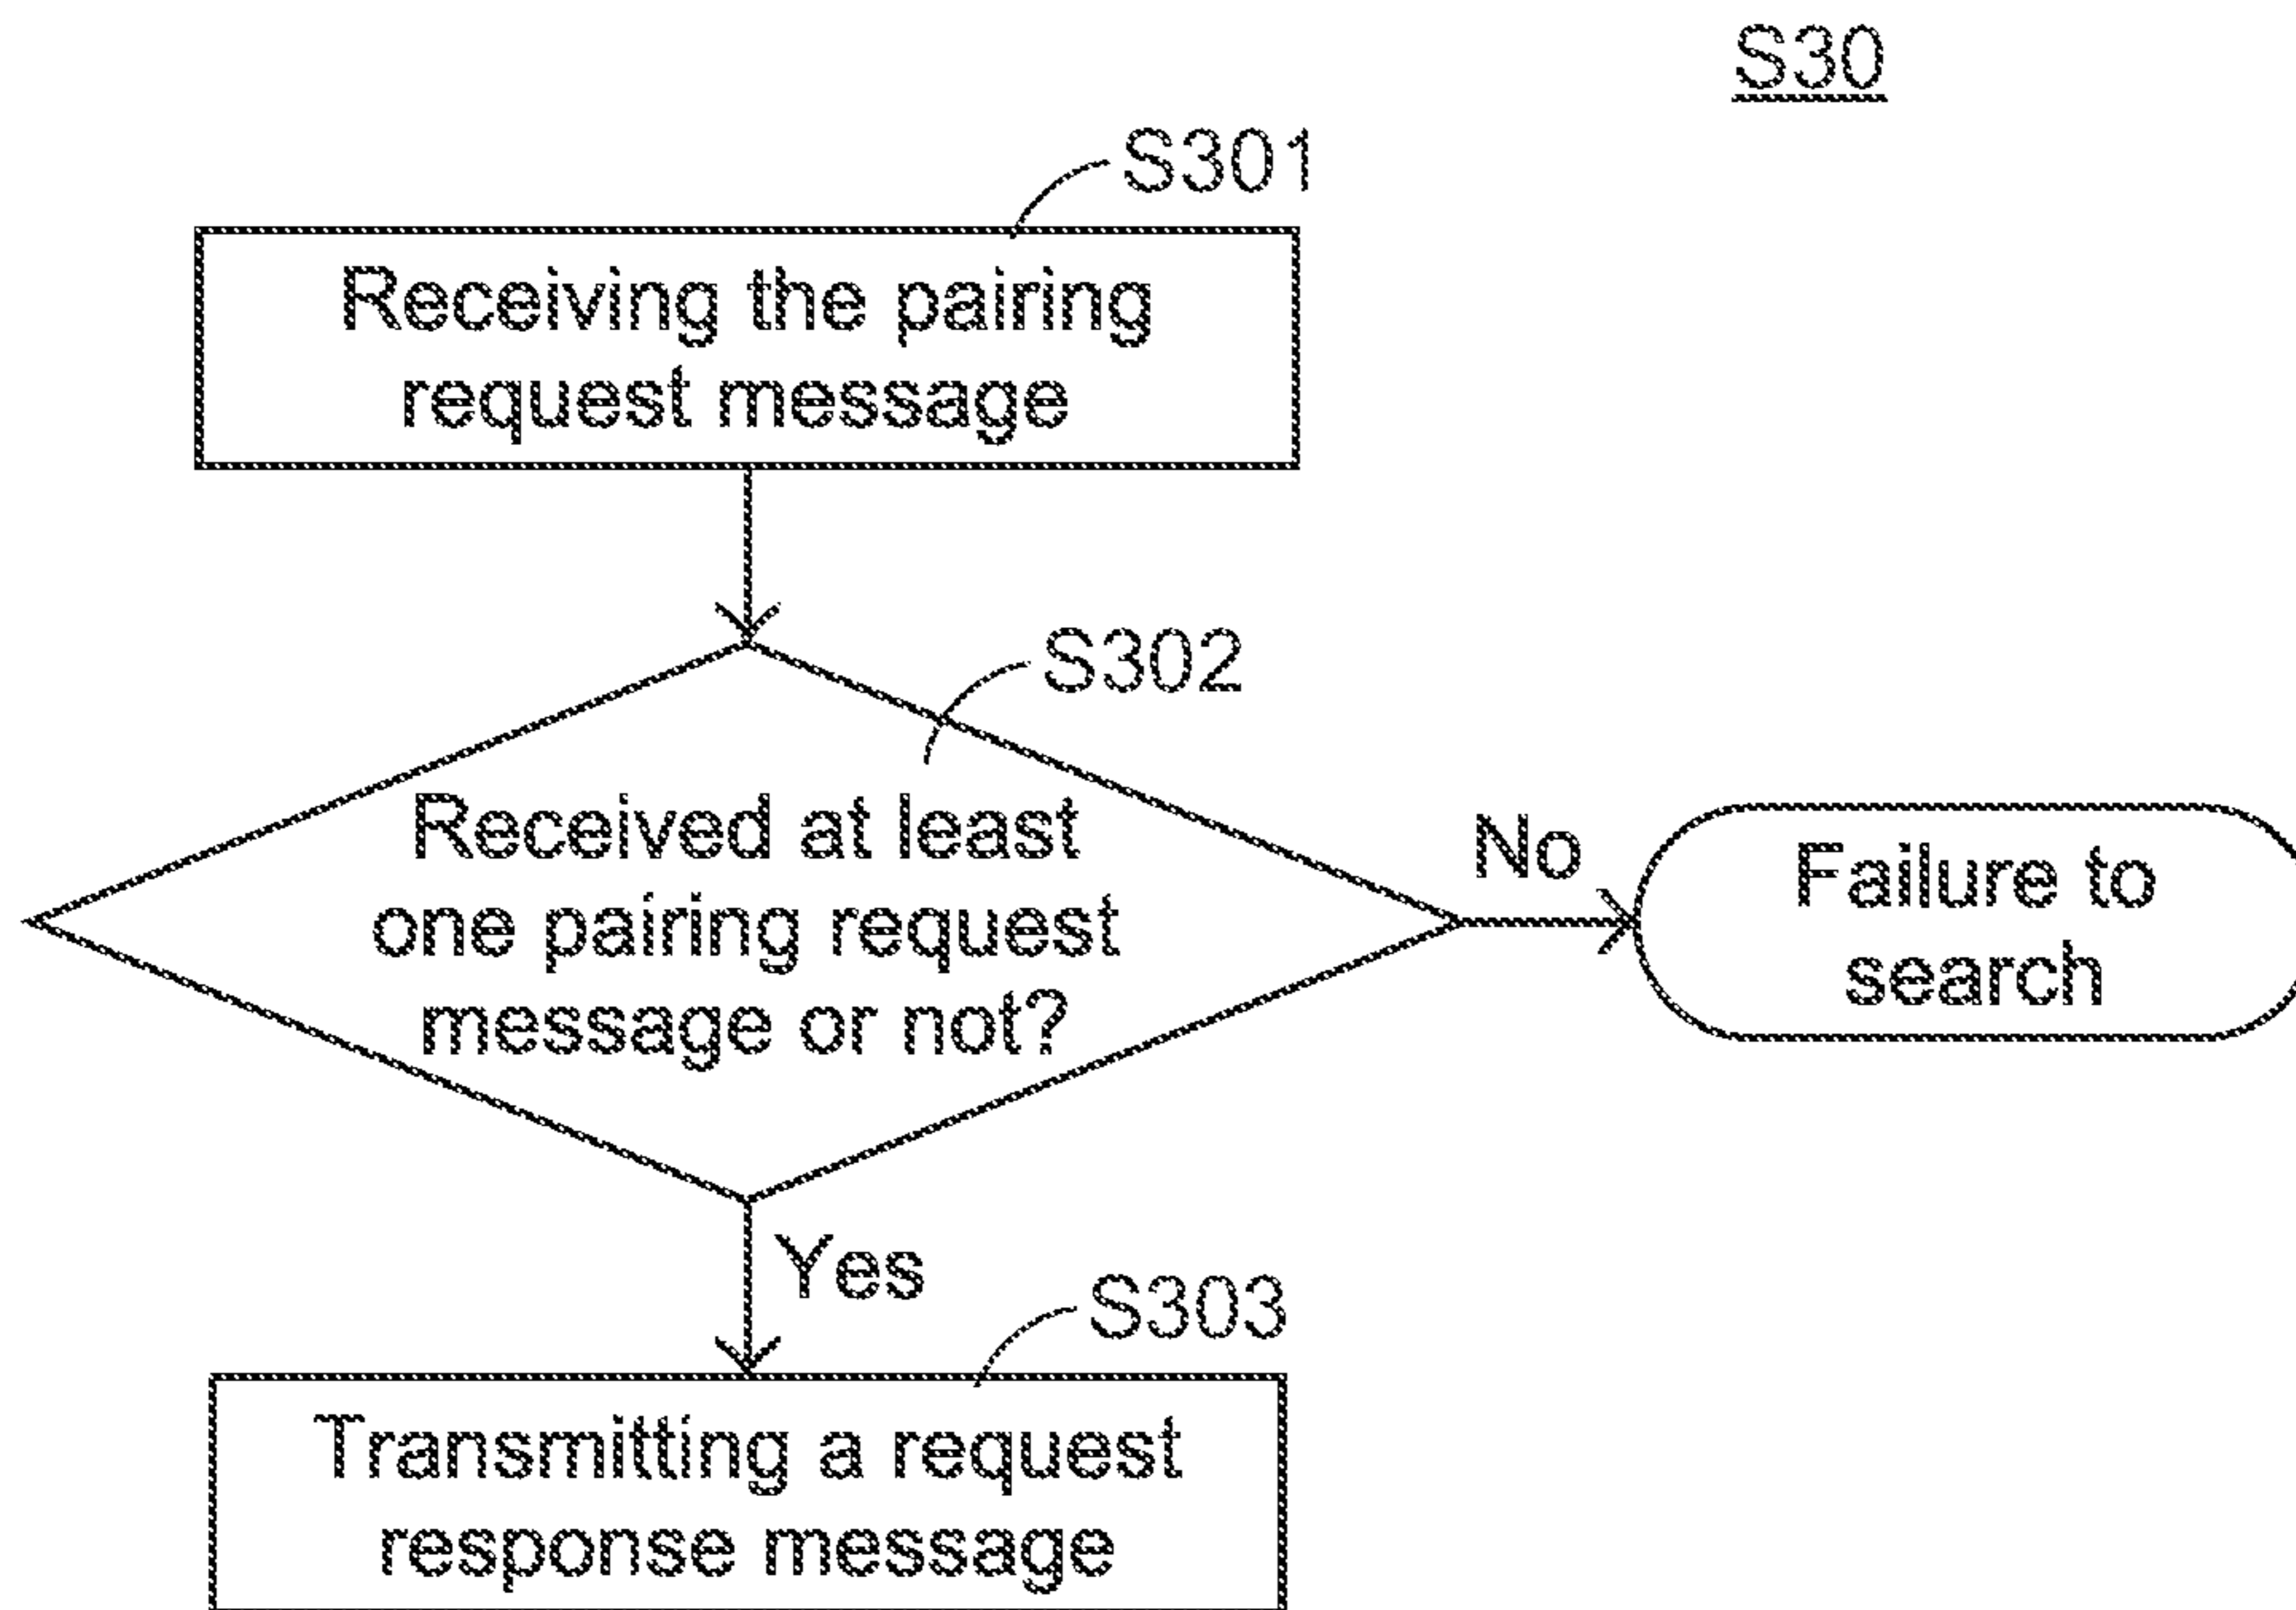 S30
S301
Receiving the pairing
request message
S302
Received at least
one pairing request
message or not?
No
Failure to
search
Yes
S303
Transmitting a request
response message